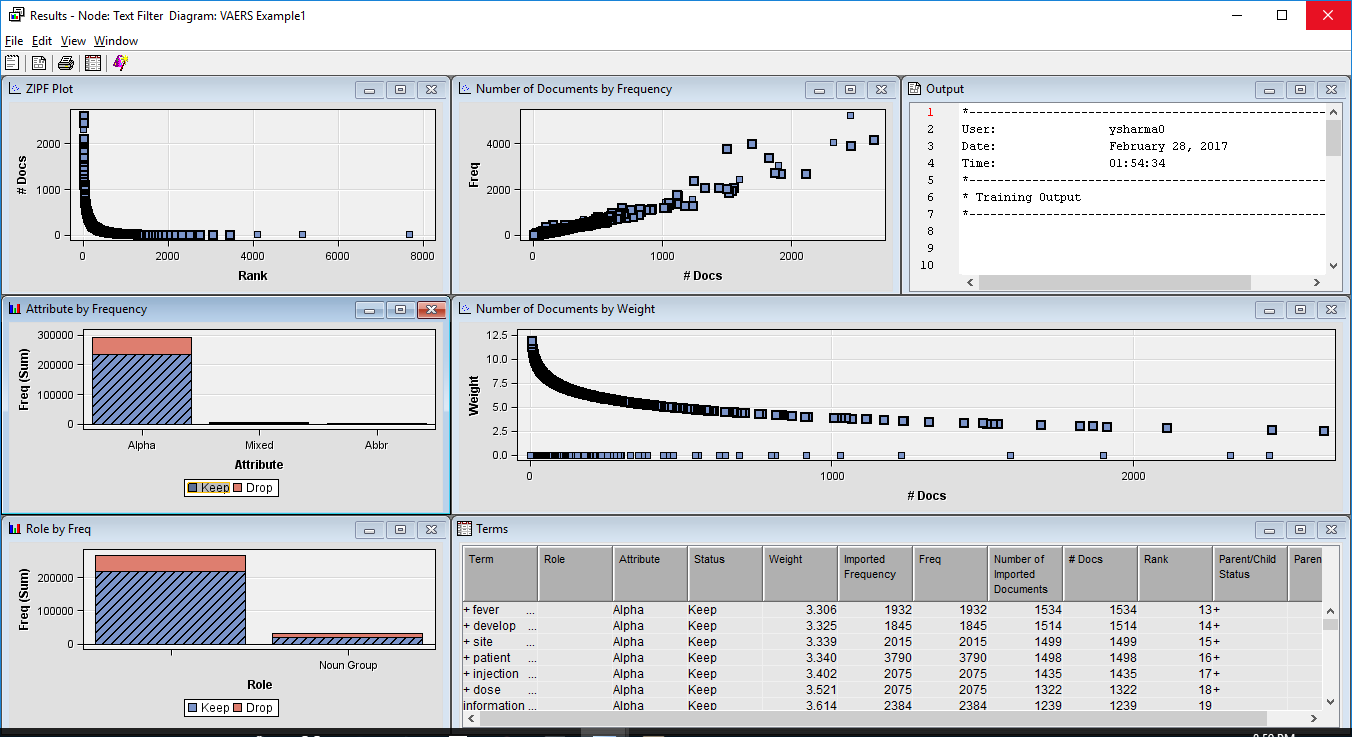 Results - Node: Text Filter  Diagram: VAERS Example1
File Edit View Window
ZIPF Plot
# Docs
2000
1000
0
0 2000 4000 6000 8000
Rank
Number of Documents by Frequency
Freq
4000
2000
0
0 1000 2000
# Docs
Output
1 *-----------------------------------------------------
2 User: ysharma0
3 Date: February 28, 2017
4 Time: 01:54:34
5 *-----------------------------------------------------
6 * Training Output
7 *-----------------------------------------------------
8
9
10
Attribute by Frequency
Freq (Sum)
300000
200000
100000
0
Alpha Mixed Abbr
Attribute
Keep Drop
Number of Documents by Weight
Weight
12.5
10.0
7.5
5.0
2.5
0.0
0 1000 2000
# Docs
Role by Freq
Freq (Sum)
200000
100000
0
Noun Group
Role
Keep Drop
Terms
Term Role Attribute Status Weight Imported Freq Number of # Docs Rank Parent/Child Paren
Frequency Imported Status
Documents
+ fever ... Alpha Keep 3.306 1932 1932 1534 1534 13+
+ develop ... Alpha Keep 3.325 1845 1845 1514 1514 14+
+ site ... Alpha Keep 3.339 2015 2015 1499 1499 15+
+ patient ... Alpha Keep 3.340 3790 3790 1498 1498 16+
+ injection ... Alpha Keep 3.402 2075 2075 1435 1435 17+
+ dose ... Alpha Keep 3.521 2075 2075 1322 1322 18+
information ... Alpha Keep 3.614 2384 2384 1239 1239 19